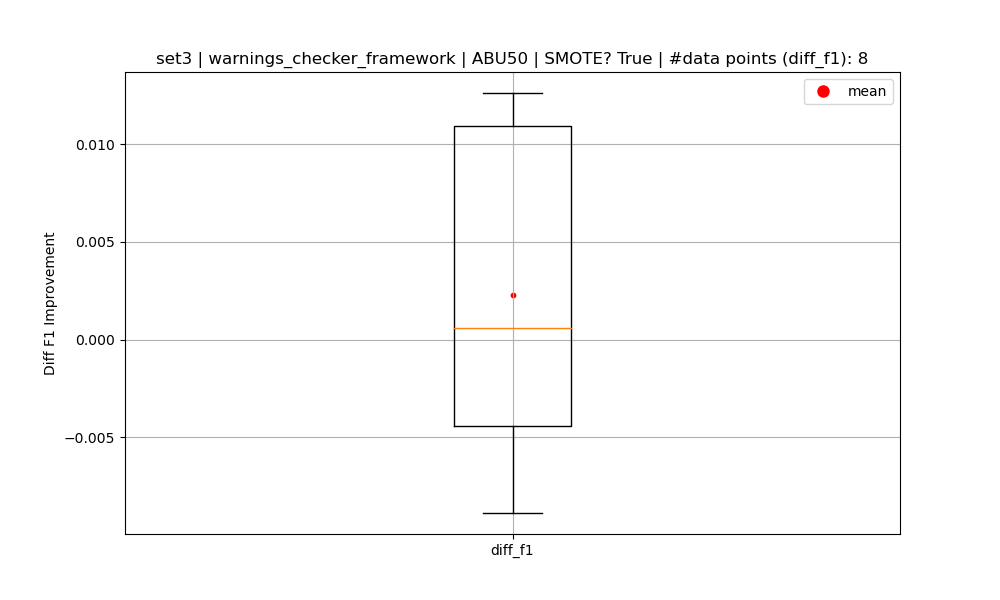 set3 | warnings_checker_framework | ABU50 | SMOTE? True | #data points (diff_f1): 8
mean
0.010
0.005
0.000
−0.005
Diff F1 Improvement
diff_f1